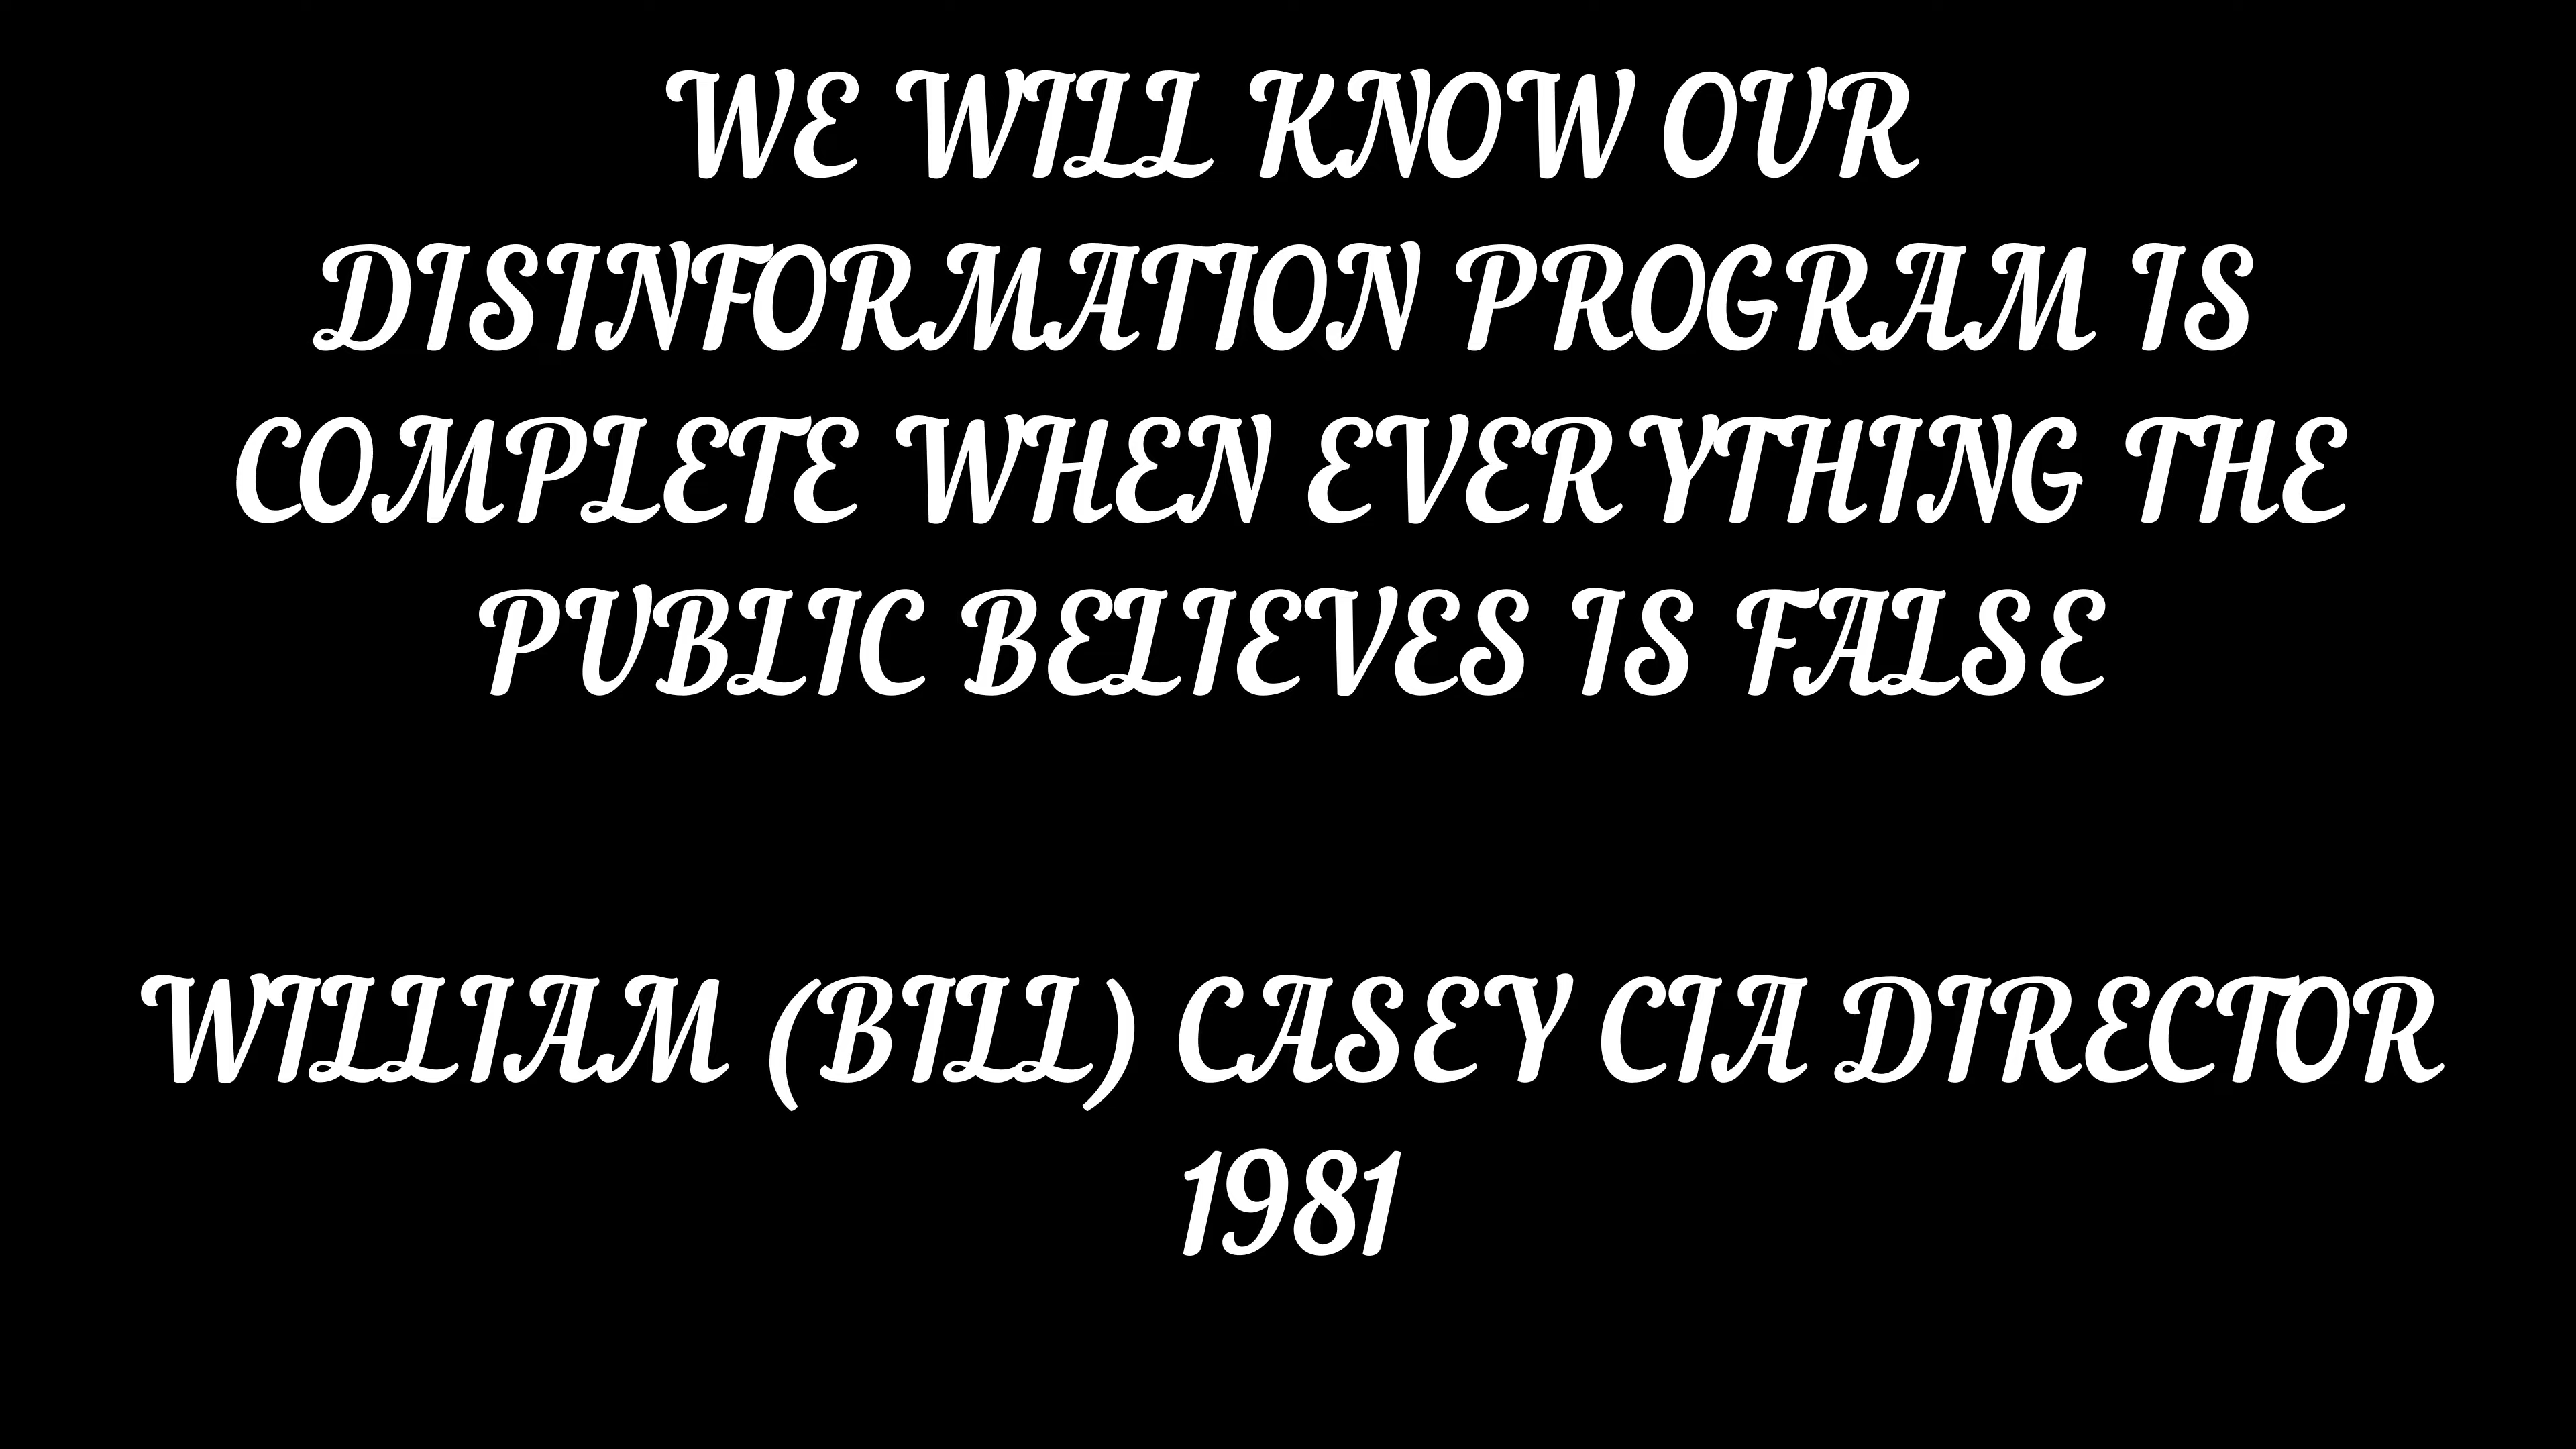 WE WILL KNOW OUR
DISINFORMATION PROGRAM IS
COMPLETE WHEN EVERYTHING THE
PUBLIC BELIEVES IS FALSE
WILLIAM (BILL) CASEY CIA DIRECTOR
1981